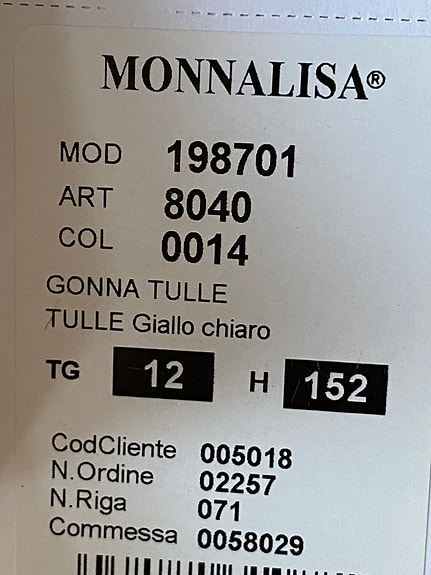 MONNALISA®
MOD 198701
ART 8040
COL 0014
GONNA TULLE
TULLE Giallo chiaro
TG 12 H 152
CodCliente 005018
N.Ordine 02257
N.Riga 071
Commessa 0058029